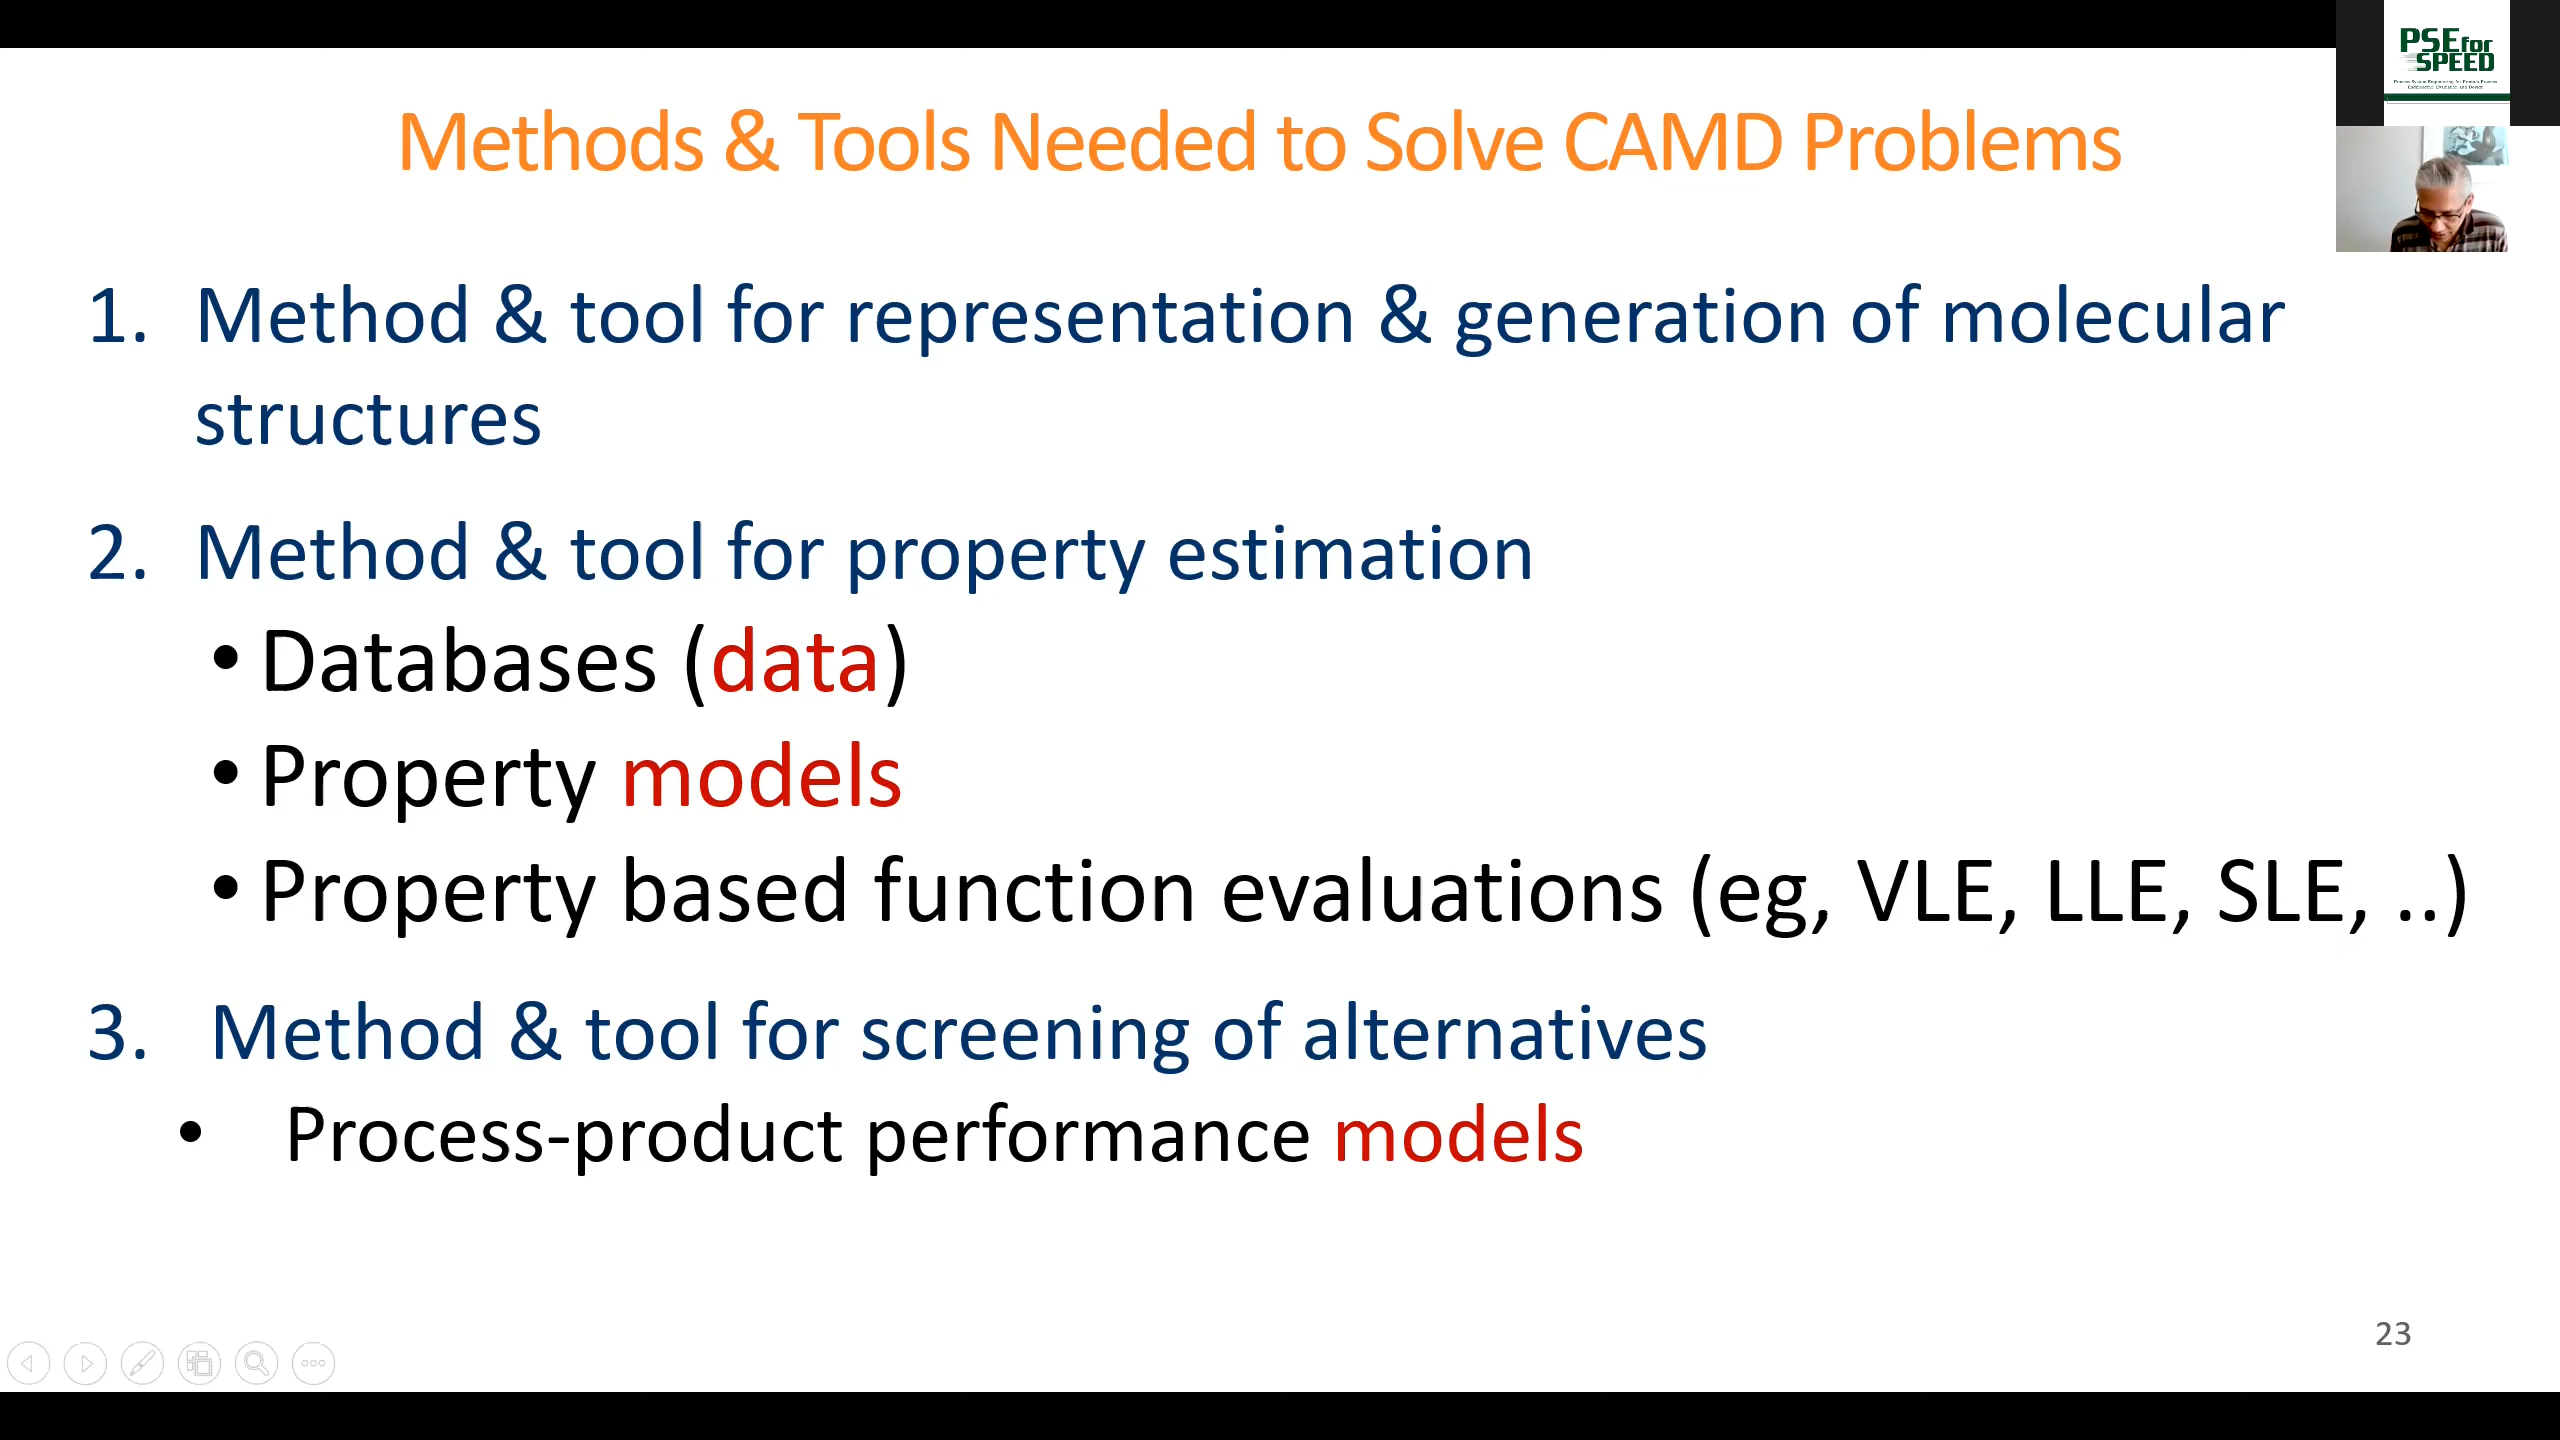 PSE for
SPEED
Methods & Tools Needed to Solve CAMD Problems
1. Method & tool for representation & generation of molecular
structures
2. Method & tool for property estimation
• Databases (data)
• Property models
• Property based function evaluations (eg, VLE, LLE, SLE, ..)
3. Method & tool for screening of alternatives
• Process-product performance models
23